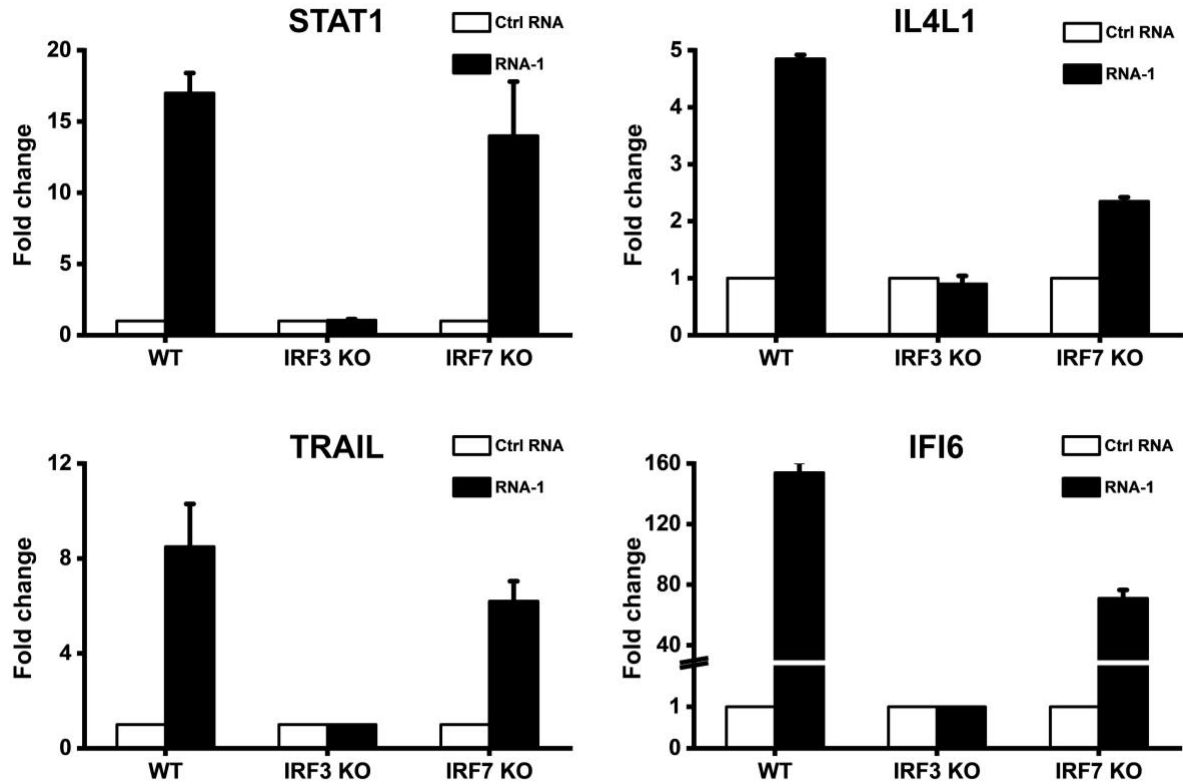 STAT1
Ctrl RNA
RNA-1
Fold change
20
15
10
5
0
WT
IRF3 KO
IRF7 KO
IL4L1
Ctrl RNA
RNA-1
Fold change
5
4
3
2
1
0
WT
IRF3 KO
IRF7 KO
TRAIL
Ctrl RNA
RNA-1
Fold change
12
8
4
0
WT
IRF3 KO
IRF7 KO
IFI6
Ctrl RNA
RNA-1
Fold change
160
120
80
40
1
0
WT
IRF3 KO
IRF7 KO